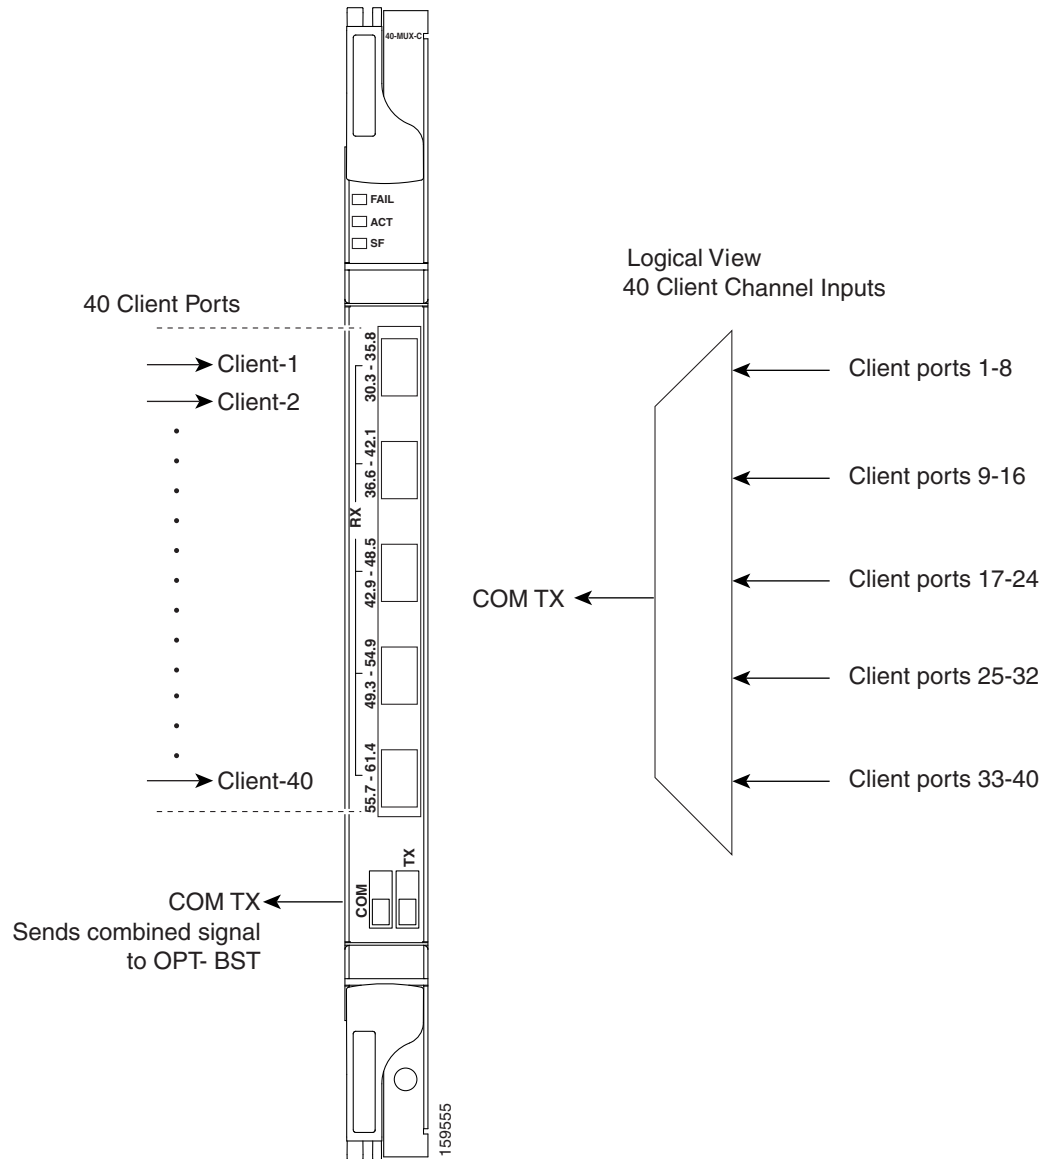 40-MUX-C
FAIL
ACT
SF
40 Client Ports
Client-1
Client-2
Client-40
30.3 - 35.8
36.6 - 42.1
RX
42.9 - 48.5
49.3 - 54.9
55.7 - 61.4
COM
TX
COM TX
Sends combined signal
to OPT- BST
Logical View
40 Client Channel Inputs
Client ports 1-8
Client ports 9-16
Client ports 17-24
COM TX
Client ports 25-32
Client ports 33-40
159555